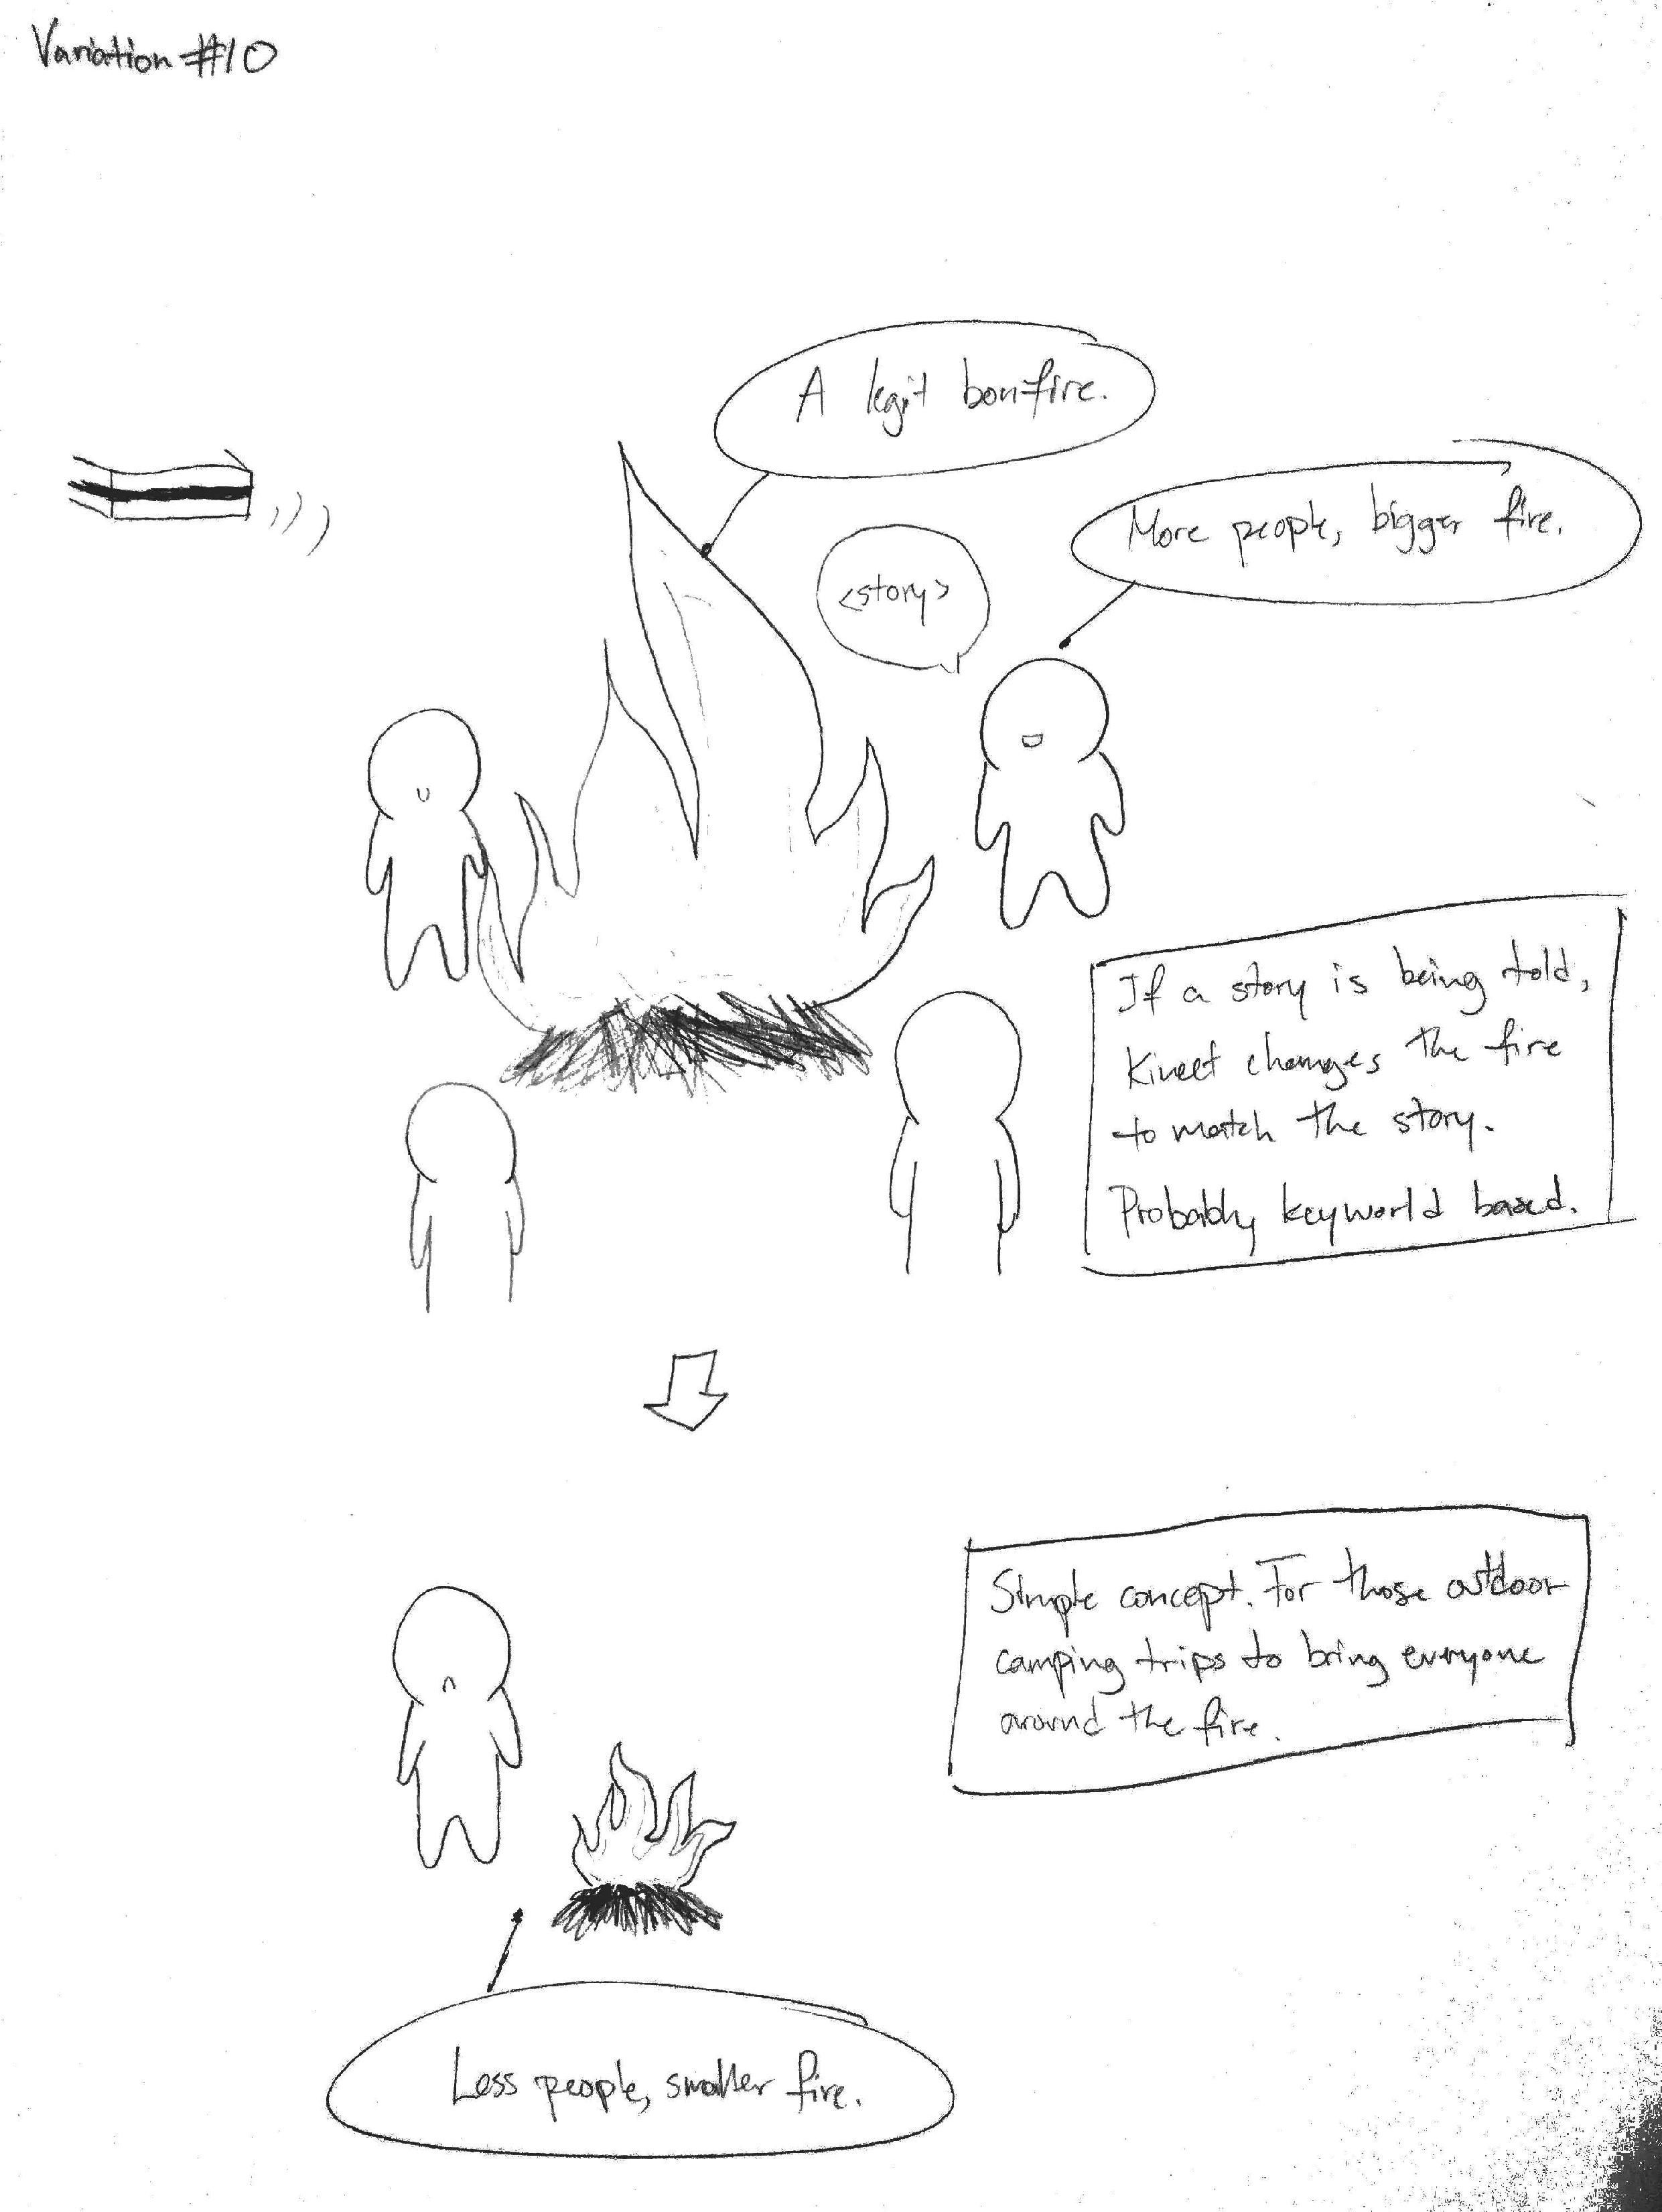 Variation #10
A legit bonfire.
More people, bigger fire.
<story>
If a story is being told,
Kinect changes the fire
to match the story.
Probably keyworld based.
Simple concept. For those outdoor
camping trips to bring everyone
around the fire.
Less people, smaller fire.